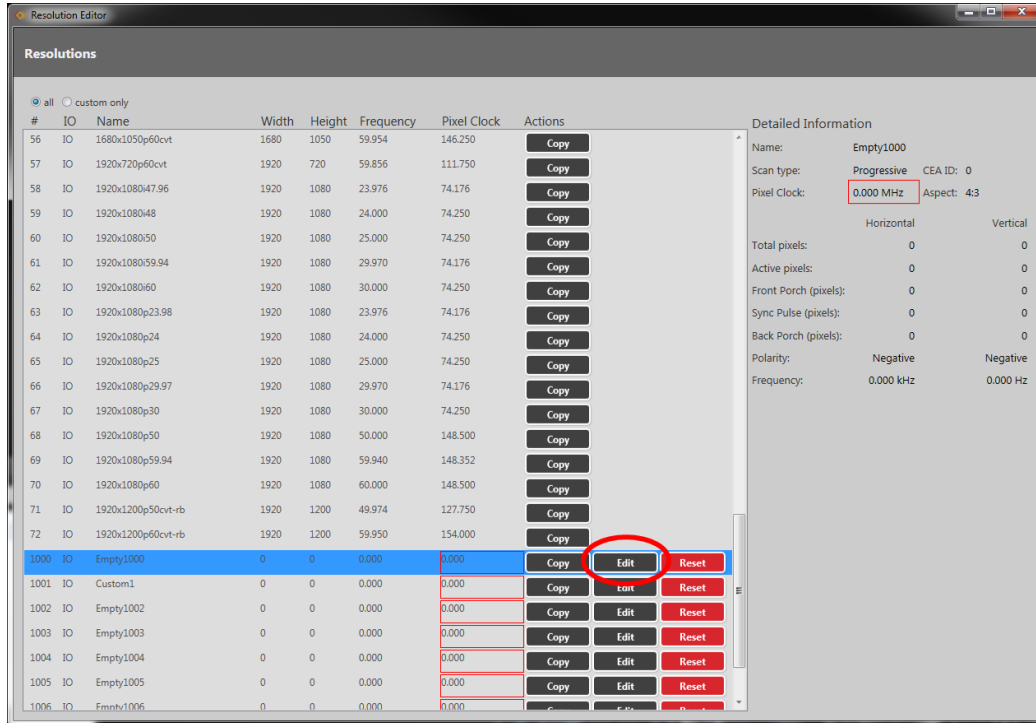 Resolution Editor
Resolutions
all custom only
# IO Name Width Height Frequency Pixel Clock Actions
56 IO 1680x1050p60cvt 1680 1050 59.954 146.250 Copy
57 IO 1920x720p60cvt 1920 720 59.856 111.750 Copy
58 IO 1920x1080i47.96 1920 1080 23.976 74.176 Copy
59 IO 1920x1080i48 1920 1080 24.000 74.250 Copy
60 IO 1920x1080i50 1920 1080 25.000 74.250 Copy
61 IO 1920x1080i59.94 1920 1080 29.970 74.176 Copy
62 IO 1920x1080i60 1920 1080 30.000 74.250 Copy
63 IO 1920x1080p23.98 1920 1080 23.976 74.176 Copy
64 IO 1920x1080p24 1920 1080 24.000 74.250 Copy
65 IO 1920x1080p25 1920 1080 25.000 74.250 Copy
66 IO 1920x1080p29.97 1920 1080 29.970 74.176 Copy
67 IO 1920x1080p30 1920 1080 30.000 74.250 Copy
68 IO 1920x1080p50 1920 1080 50.000 148.500 Copy
69 IO 1920x1080p59.94 1920 1080 59.940 148.352 Copy
70 IO 1920x1080p60 1920 1080 60.000 148.500 Copy
71 IO 1920x1200p50cvt-rb 1920 1200 49.974 127.750 Copy
72 IO 1920x1200p60cvt-rb 1920 1200 59.950 154.000 Copy
1000 IO Empty1000 0 0 0.000 0.000 Copy Edit Reset
1001 IO Custom1 0 0 0.000 0.000 Copy Edit Reset
1002 IO Empty1002 0 0 0.000 0.000 Copy Edit Reset
1003 IO Empty1003 0 0 0.000 0.000 Copy Edit Reset
1004 IO Empty1004 0 0 0.000 0.000 Copy Edit Reset
1005 IO Empty1005 0 0 0.000 0.000 Copy Edit Reset
1006 IO Empty1006 0 0 0.000 0.000
Detailed Information
Name: Empty1000
Scan type: Progressive CEA ID: 0
Pixel Clock: 0.000 MHz Aspect: 4:3
Horizontal Vertical
Total pixels: 0 0
Active pixels: 0 0
Front Porch (pixels): 0 0
Sync Pulse (pixels): 0 0
Back Porch (pixels): 0 0
Polarity: Negative Negative
Frequency: 0.000 kHz 0.000 Hz